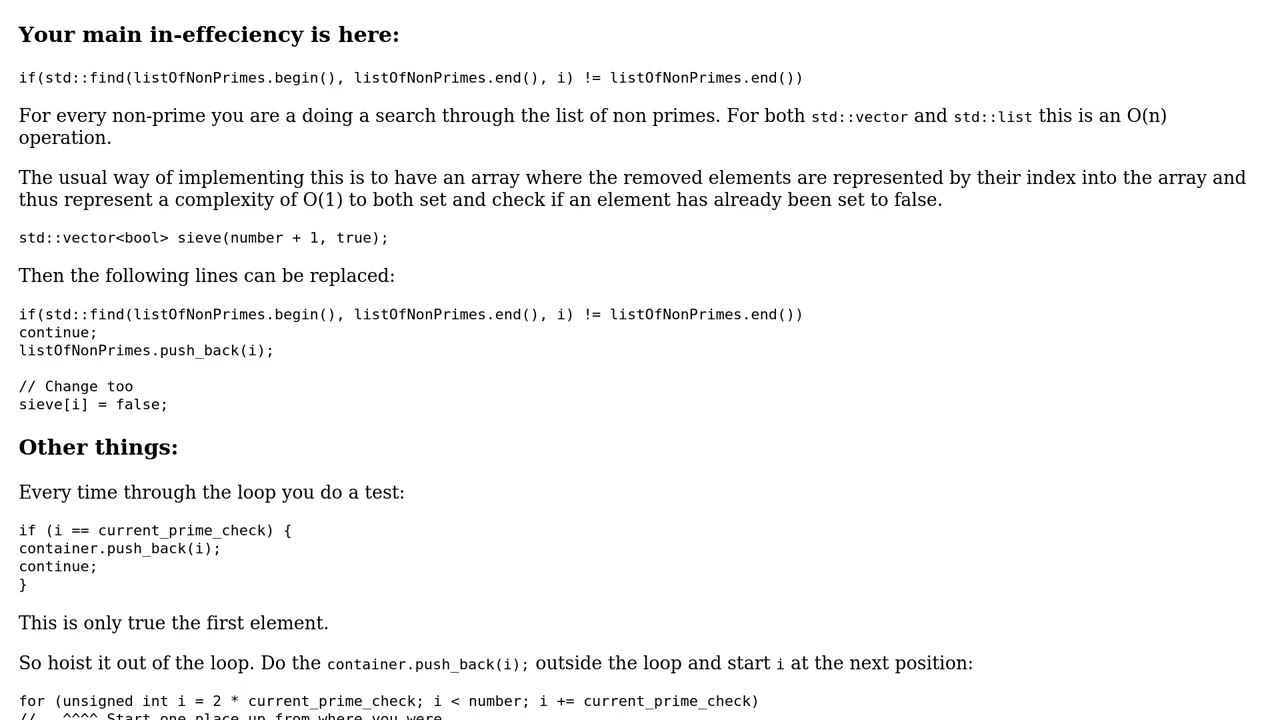 Your main in-effeciency is here:
if(std::find(listOfNonPrimes.begin(), listOfNonPrimes.end(), i) != listOfNonPrimes.end())
For every non-prime you are a doing a search through the list of non primes. For both std::vector and std::list this is an O(n)
operation.
The usual way of implementing this is to have an array where the removed elements are represented by their index into the array and
thus represent a complexity of O(1) to both set and check if an element has already been set to false.
std::vector<bool> sieve(number + 1, true);
Then the following lines can be replaced:
if(std::find(listOfNonPrimes.begin(), listOfNonPrimes.end(), i) != listOfNonPrimes.end())
continue;
listOfNonPrimes.push_back(i);
// Change too
sieve[i] = false;
Other things:
Every time through the loop you do a test:
if (i == current_prime_check) {
container.push_back(i);
continue;
}
This is only true the first element.
So hoist it out of the loop. Do the container.push_back(i); outside the loop and start i at the next position:
for (unsigned int i = 2 * current_prime_check; i < number; i += current_prime_check)
//   ^^^^ Start one place up from where you were